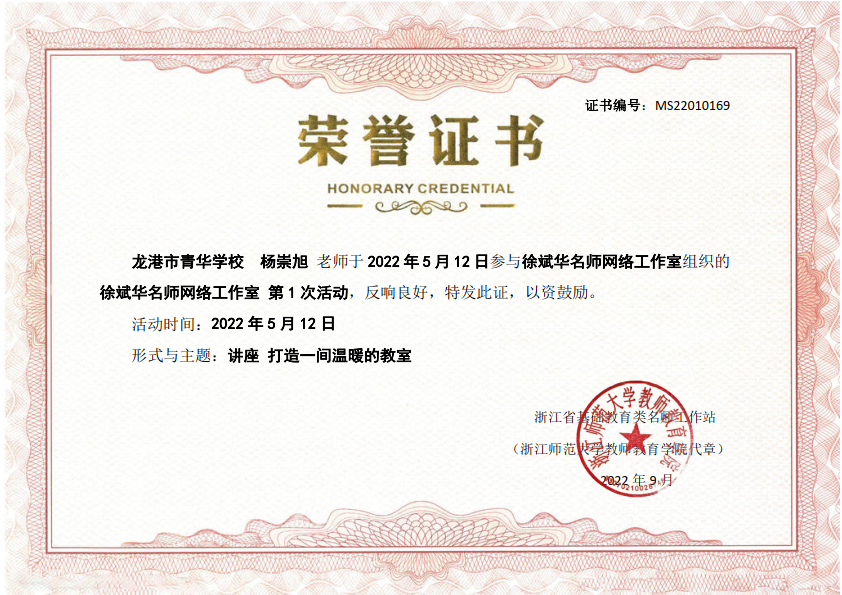 证书编号：MS22010169
荣誉证书
HONORARY CREDENTIAL
龙港市青华学校 杨崇旭 老师于 2022 年 5 月 12 日参与徐斌华名师网络工作室组织的
徐斌华名师网络工作室 第 1 次活动，反响良好，特发此证，以资鼓励。
活动时间：2022 年 5 月 12 日
形式与主题：讲座 打造一间温暖的教室
浙江省基础教育类名师工作站
（浙江师范大学教师教育学院代章）
2022 年 9 月
浙江师范大学教师教育学院